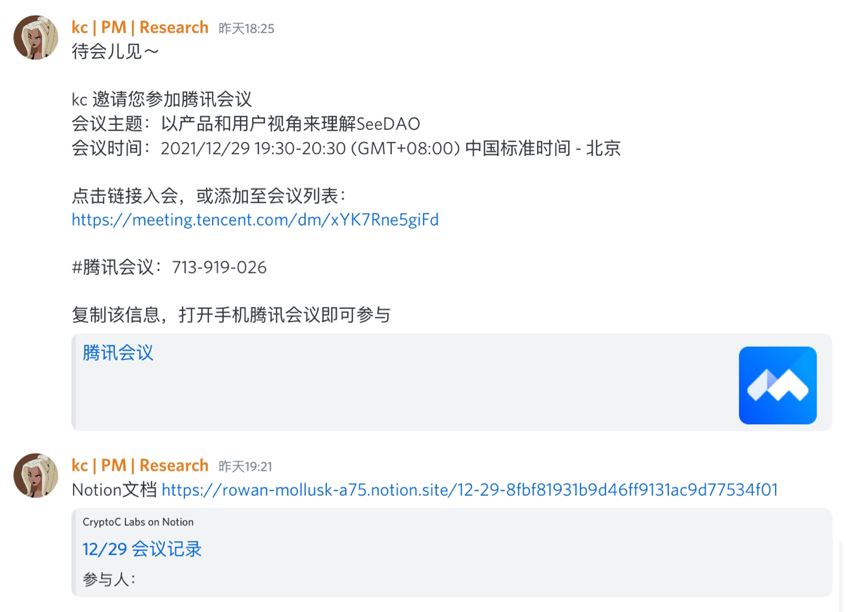 kc | PM | Research 昨天18:25
待会儿见～
kc 邀请您参加腾讯会议
会议主题：以产品和用户视角来理解SeeDAO
会议时间：2021/12/29 19:30-20:30 (GMT+08:00) 中国标准时间 - 北京
点击链接入会，或添加至会议列表：
https://meeting.tencent.com/dm/xYK7Rne5giFd
#腾讯会议：713-919-026
复制该信息，打开手机腾讯会议即可参与
腾讯会议
kc | PM | Research 昨天19:21
Notion文档 https://rowan-mollusk-a75.notion.site/12-29-8fbf81931b9d46ff9131ac9d77534f01
CryptoC Labs on Notion
12/29 会议记录
参与人：